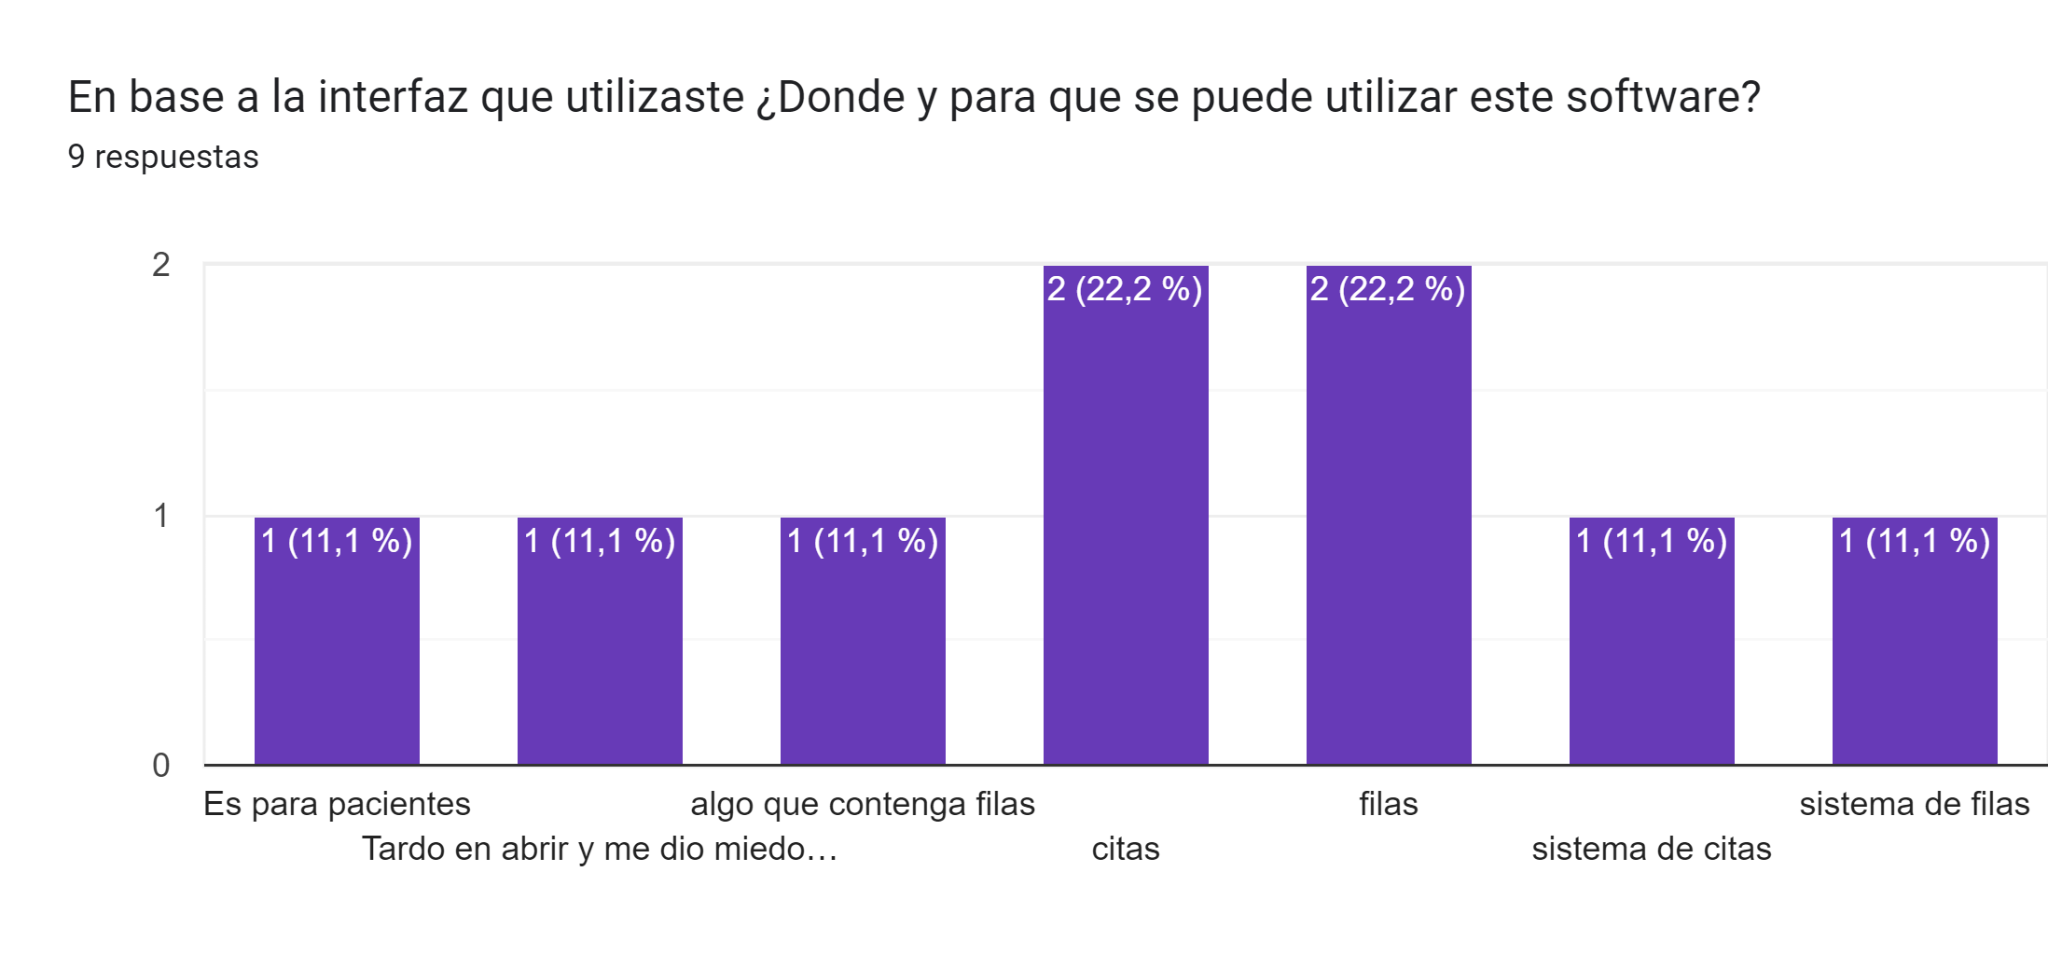 En base a la interfaz que utilizaste ¿Donde y para que se puede utilizar este software?
9 respuestas
2
2 (22,2 %) 2 (22,2 %)
1
1 (11,1 %) 1 (11,1 %) 1 (11,1 %) 1 (11,1 %) 1 (11,1 %)
0
Es para pacientes algo que contenga filas filas sistema de filas
Tardo en abrir y me dio miedo… citas sistema de citas